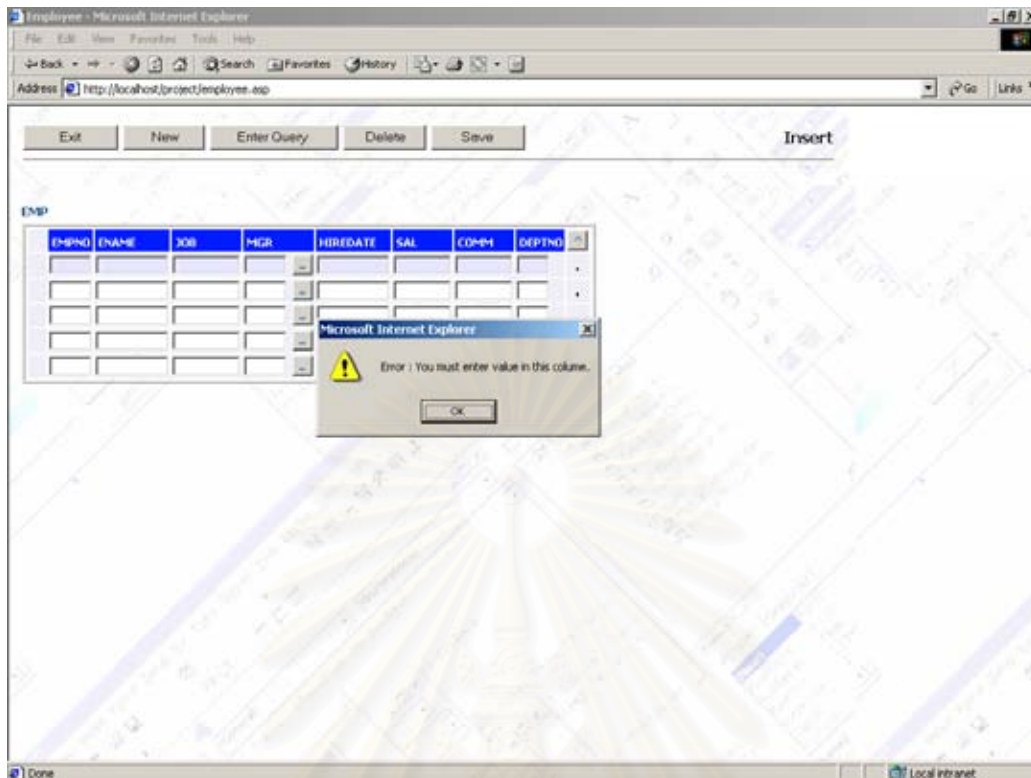 Employee - Microsoft Internet Explorer
File Edit View Favorites Tools Help
Back Search Favorites History
Address http://localhost/project/employee.asp Go Links
Exit New Enter Query Delete Save Insert
EMP
EMPNO ENAME JOB MGR HIREDATE SAL COMM DEPTNO
Microsoft Internet Explorer
Error : You must enter value in this colume.
OK
Done Local intranet